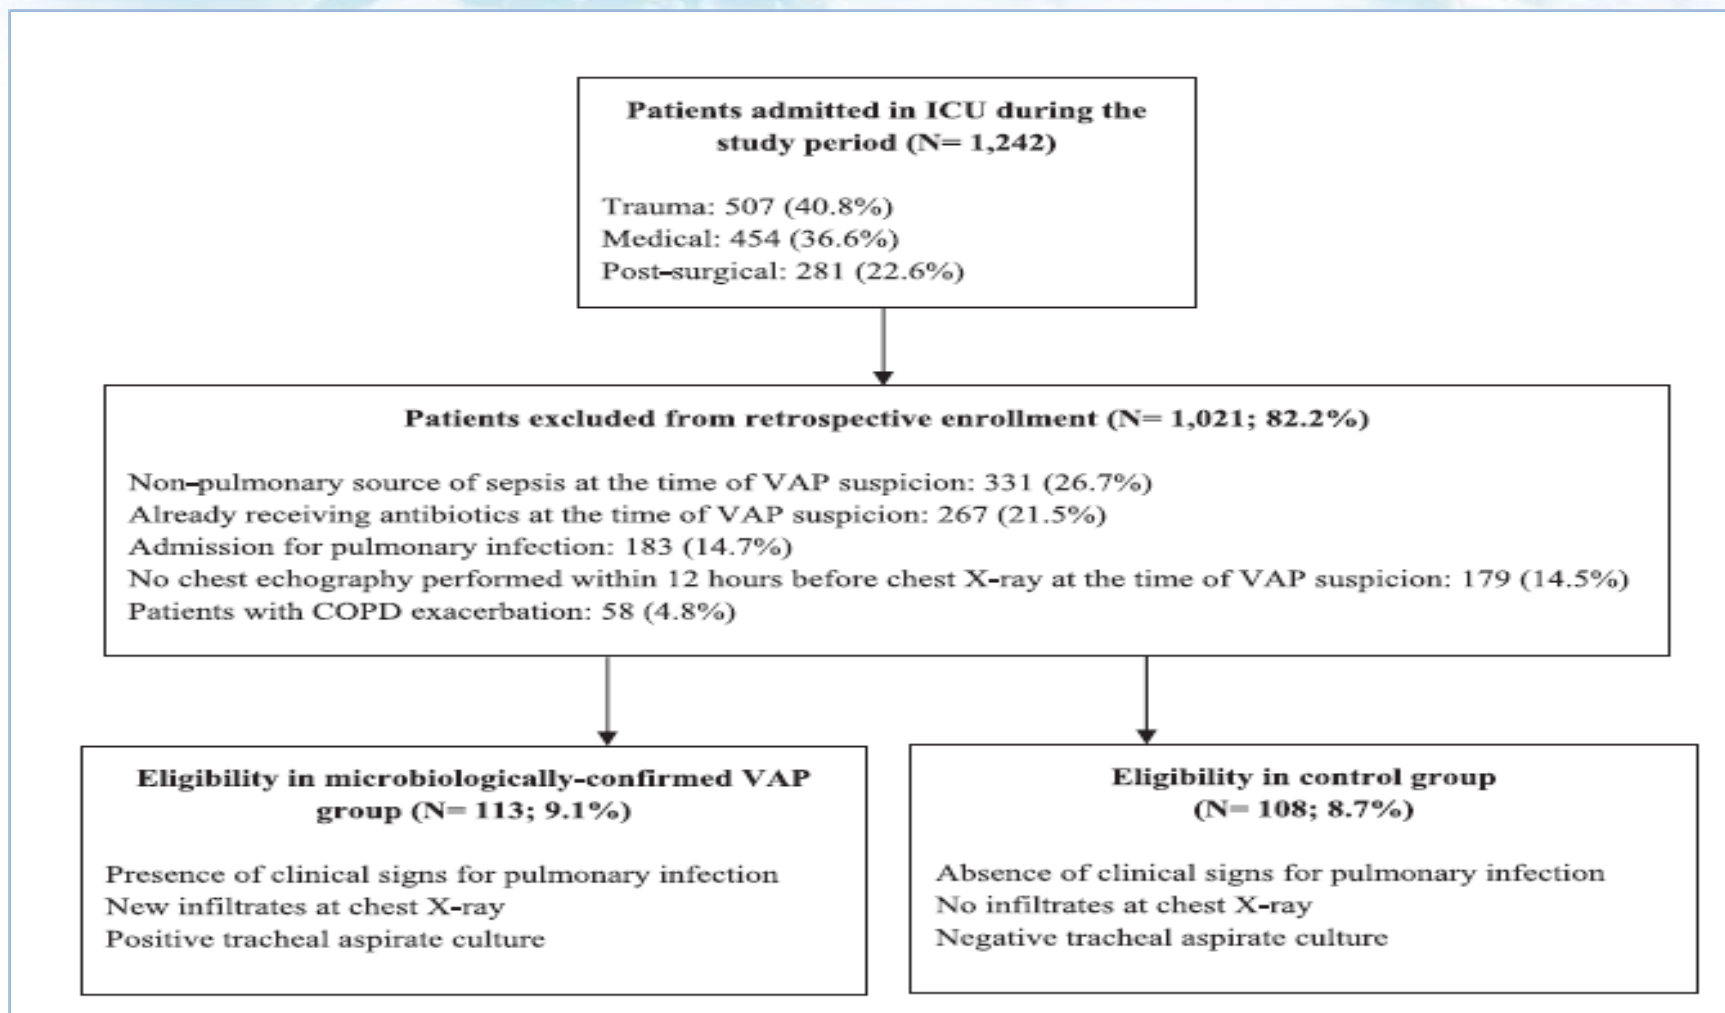 Patients admitted in ICU during the
study period (N= 1,242)
Trauma: 507 (40.8%)
Medical: 454 (36.6%)
Post-surgical: 281 (22.6%)
Patients excluded from retrospective enrollment (N= 1,021; 82.2%)
Non-pulmonary source of sepsis at the time of VAP suspicion: 331 (26.7%)
Already receiving antibiotics at the time of VAP suspicion: 267 (21.5%)
Admission for pulmonary infection: 183 (14.7%)
No chest echography performed within 12 hours before chest X-ray at the time of VAP suspicion: 179 (14.5%)
Patients with COPD exacerbation: 58 (4.8%)
Eligibility in microbiologically-confirmed VAP
group (N= 113; 9.1%)
Presence of clinical signs for pulmonary infection
New infiltrates at chest X-ray
Positive tracheal aspirate culture
Eligibility in control group
(N= 108; 8.7%)
Absence of clinical signs for pulmonary infection
No infiltrates at chest X-ray
Negative tracheal aspirate culture